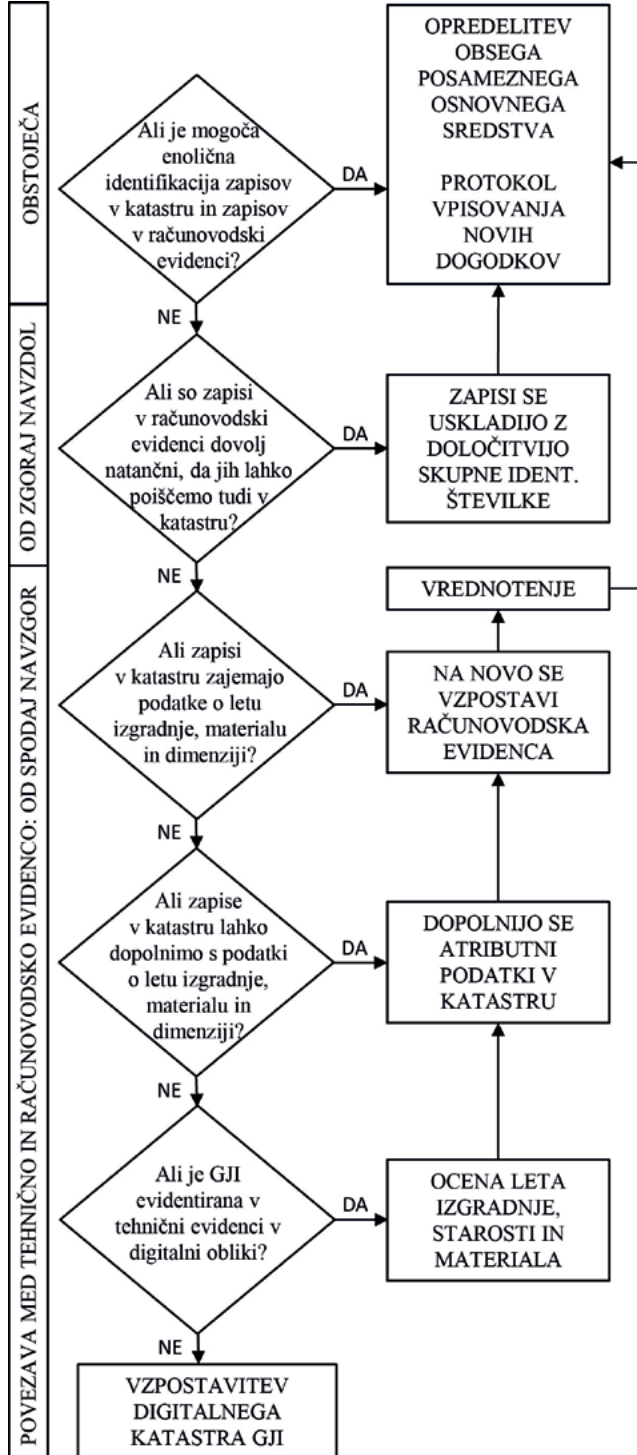 OBSTOJEČA
Ali je mogoča
enolična
identifikacija zapisov
v katastru in zapisov
v računovodski
evidenci?
DA
OPREDELITEV
OBSEGA
POSAMEZNEGA
OSNOVNEGA
SREDSTVA
PROTOKOL
VPISOVANJA
NOVIH
DOGODKOV
NE
OD ZGORAJ NAVZDOL
Ali so zapisi
v računovodski
evidenci dovolj
natančni, da jih lahko
poiščemo tudi v
katastru?
DA
ZAPISI SE
USKLADIJO Z
DOLOČITVIJO
SKUPNE IDENT.
ŠTEVILKE
NE
POVEZAVA MED TEHNIČNO IN RAČUNOVODSKO EVIDENCO: OD SPODAJ NAVZGOR
VREDNOTENJE
Ali zapisi
v katastru zajemajo
podatke o letu
izgradnje, materialu
in dimenziji?
DA
NA NOVO SE
VZPOSTAVI
RAČUNOVODSKA
EVIDENCA
NE
Ali zapise
v katastru lahko
dopolnimo s podatki
o letu izgradnje,
materialu in
dimenziji?
DA
DOPOLNIJO SE
ATRIBUTNI
PODATKI V
KATASTRU
NE
Ali je GJI
evidentirana v
tehnični evidenci v
digitalni obliki?
DA
OCENA LETA
IZGRADNJE,
STAROSTI IN
MATERIALA
NE
VZPOSTAVITEV
DIGITALNEGA
KATASTRA GJI